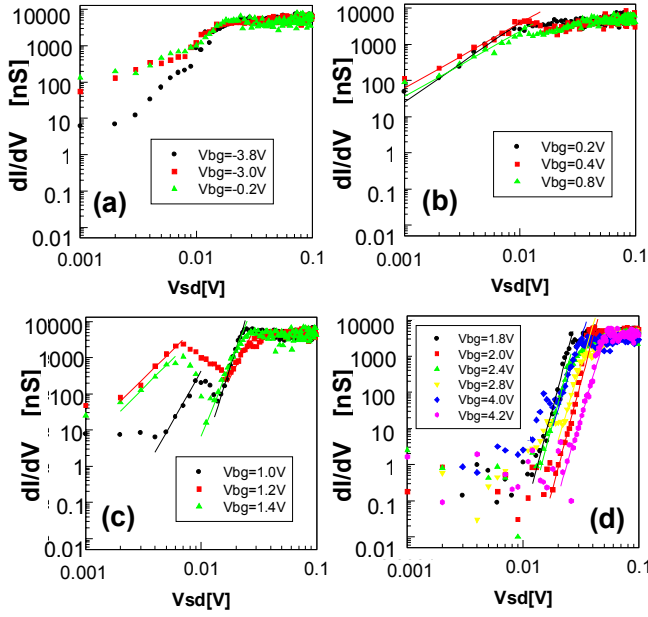 10000
1000
100
10
1
0.1
0.01
dI/dV [nS]
Vbg=-3.8V
Vbg=-3.0V
Vbg=-0.2V
(a)
0.001
0.01
0.1
Vsd[V]
10000
1000
100
10
1
0.1
0.01
dI/dV [nS]
Vbg=0.2V
Vbg=0.4V
Vbg=0.8V
(b)
0.001
0.01
0.1
Vsd[V]
10000
1000
100
10
1
0.1
0.01
dI/dV [nS]
Vbg=1.0V
Vbg=1.2V
Vbg=1.4V
(c)
0.001
0.01
0.1
Vsd[V]
10000
1000
100
10
1
0.1
0.01
dI/dV [nS]
Vbg=1.8V
Vbg=2.0V
Vbg=2.4V
Vbg=2.8V
Vbg=4.0V
Vbg=4.2V
(d)
0.001
0.01
0.1
Vsd[V]